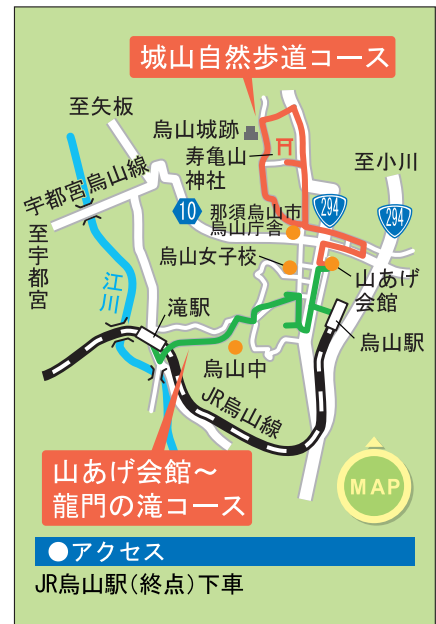 城山自然歩道コース
至矢板
烏山城跡
寿亀山
神社
至小川
宇都宮烏山線
10
那須烏山市
烏山庁舎
294
294
至宇都宮
烏山女子校
山あげ
会館
江川
滝駅
烏山駅
烏山中
JR烏山線
山あげ会館～
龍門の滝コース
MAP
●アクセス
JR烏山駅(終点)下車